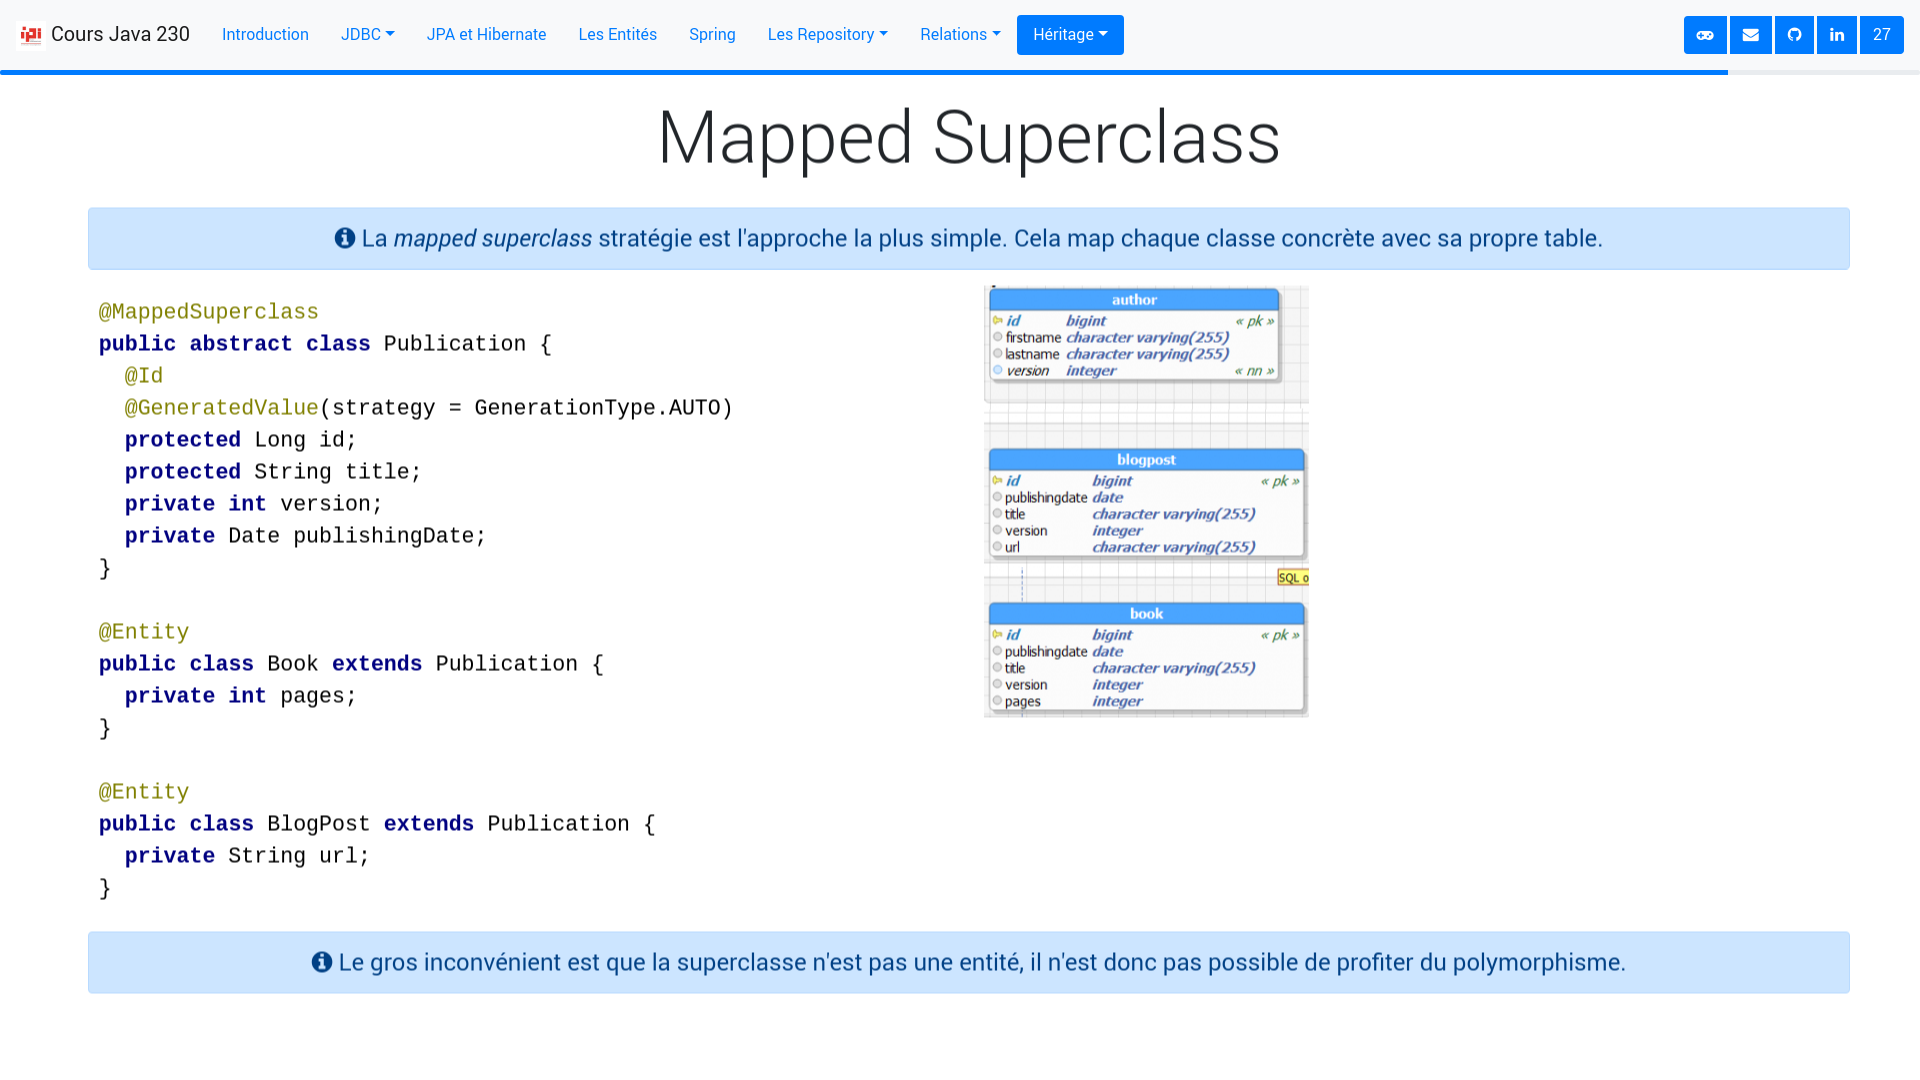 ipi Cours Java 230 Introduction JDBC JPA et Hibernate Les Entités Spring Les Repository Relations Héritage 27
Mapped Superclass
La mapped superclass stratégie est l'approche la plus simple. Cela map chaque classe concrète avec sa propre table.
@MappedSuperclass
public abstract class Publication {
@Id
@GeneratedValue(strategy = GenerationType.AUTO)
protected Long id;
protected String title;
private int version;
private Date publishingDate;
}
@Entity
public class Book extends Publication {
private int pages;
}
@Entity
public class BlogPost extends Publication {
private String url;
}
author
id bigint « pk »
firstname character varying(255)
lastname character varying(255)
version integer « nn »
blogpost
id bigint « pk »
publishingdate date
title character varying(255)
version integer
url character varying(255)
SQL o
book
id bigint « pk »
publishingdate date
title character varying(255)
version integer
pages integer
Le gros inconvénient est que la superclasse n'est pas une entité, il n'est donc pas possible de profiter du polymorphisme.